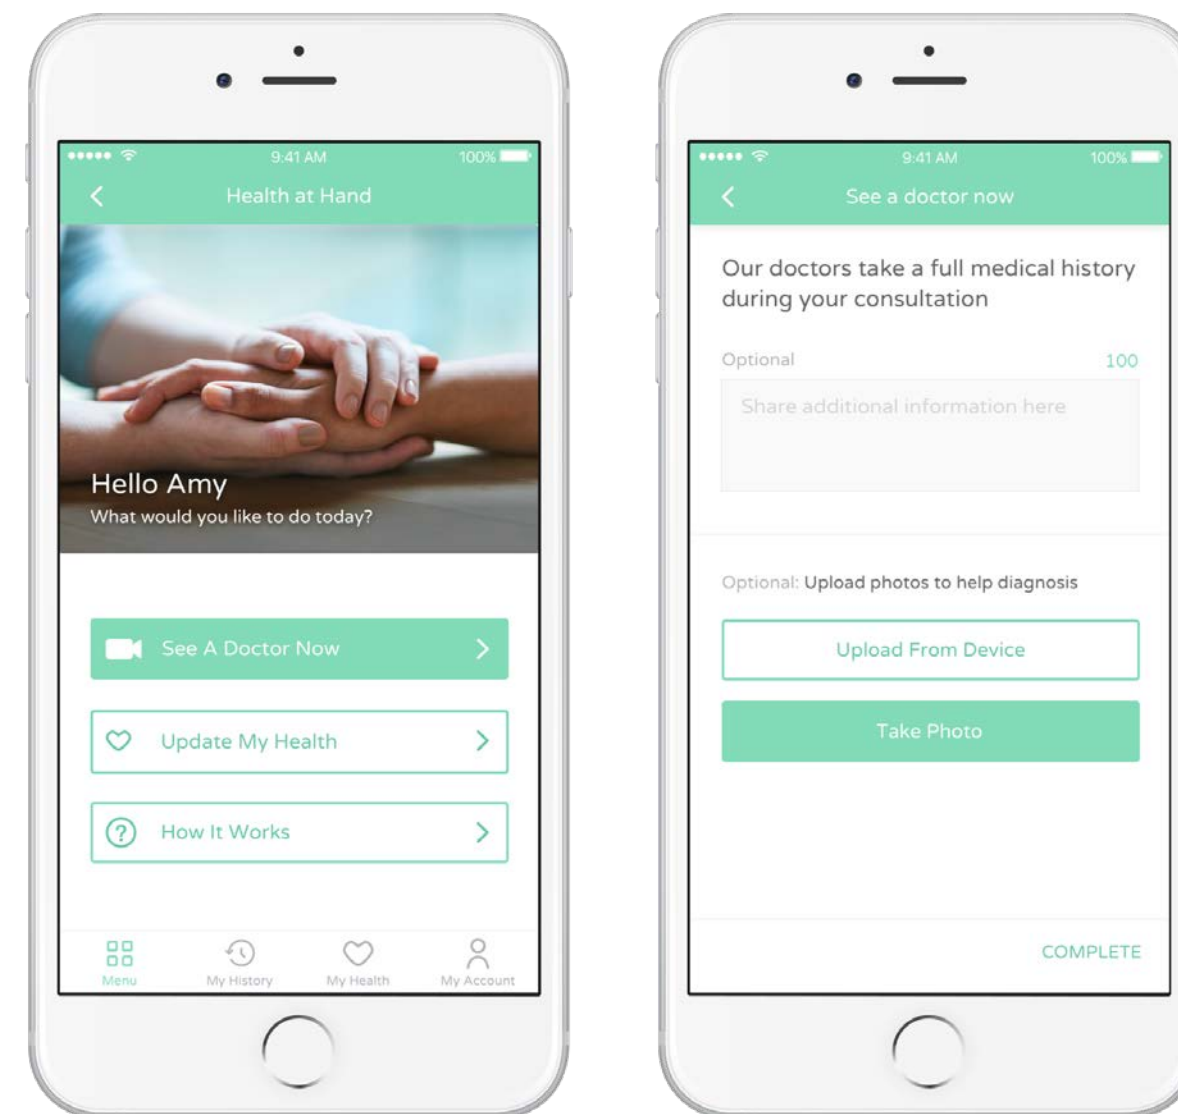 9:41 AM 100%
Health at Hand
Hello Amy
What would you like to do today?
See A Doctor Now
Update My Health
How It Works
Menu My History My Health My Account
9:41 AM 100%
See a doctor now
Our doctors take a full medical history
during your consultation
Optional 100
Share additional information here
Optional: Upload photos to help diagnosis
Upload From Device
Take Photo
COMPLETE